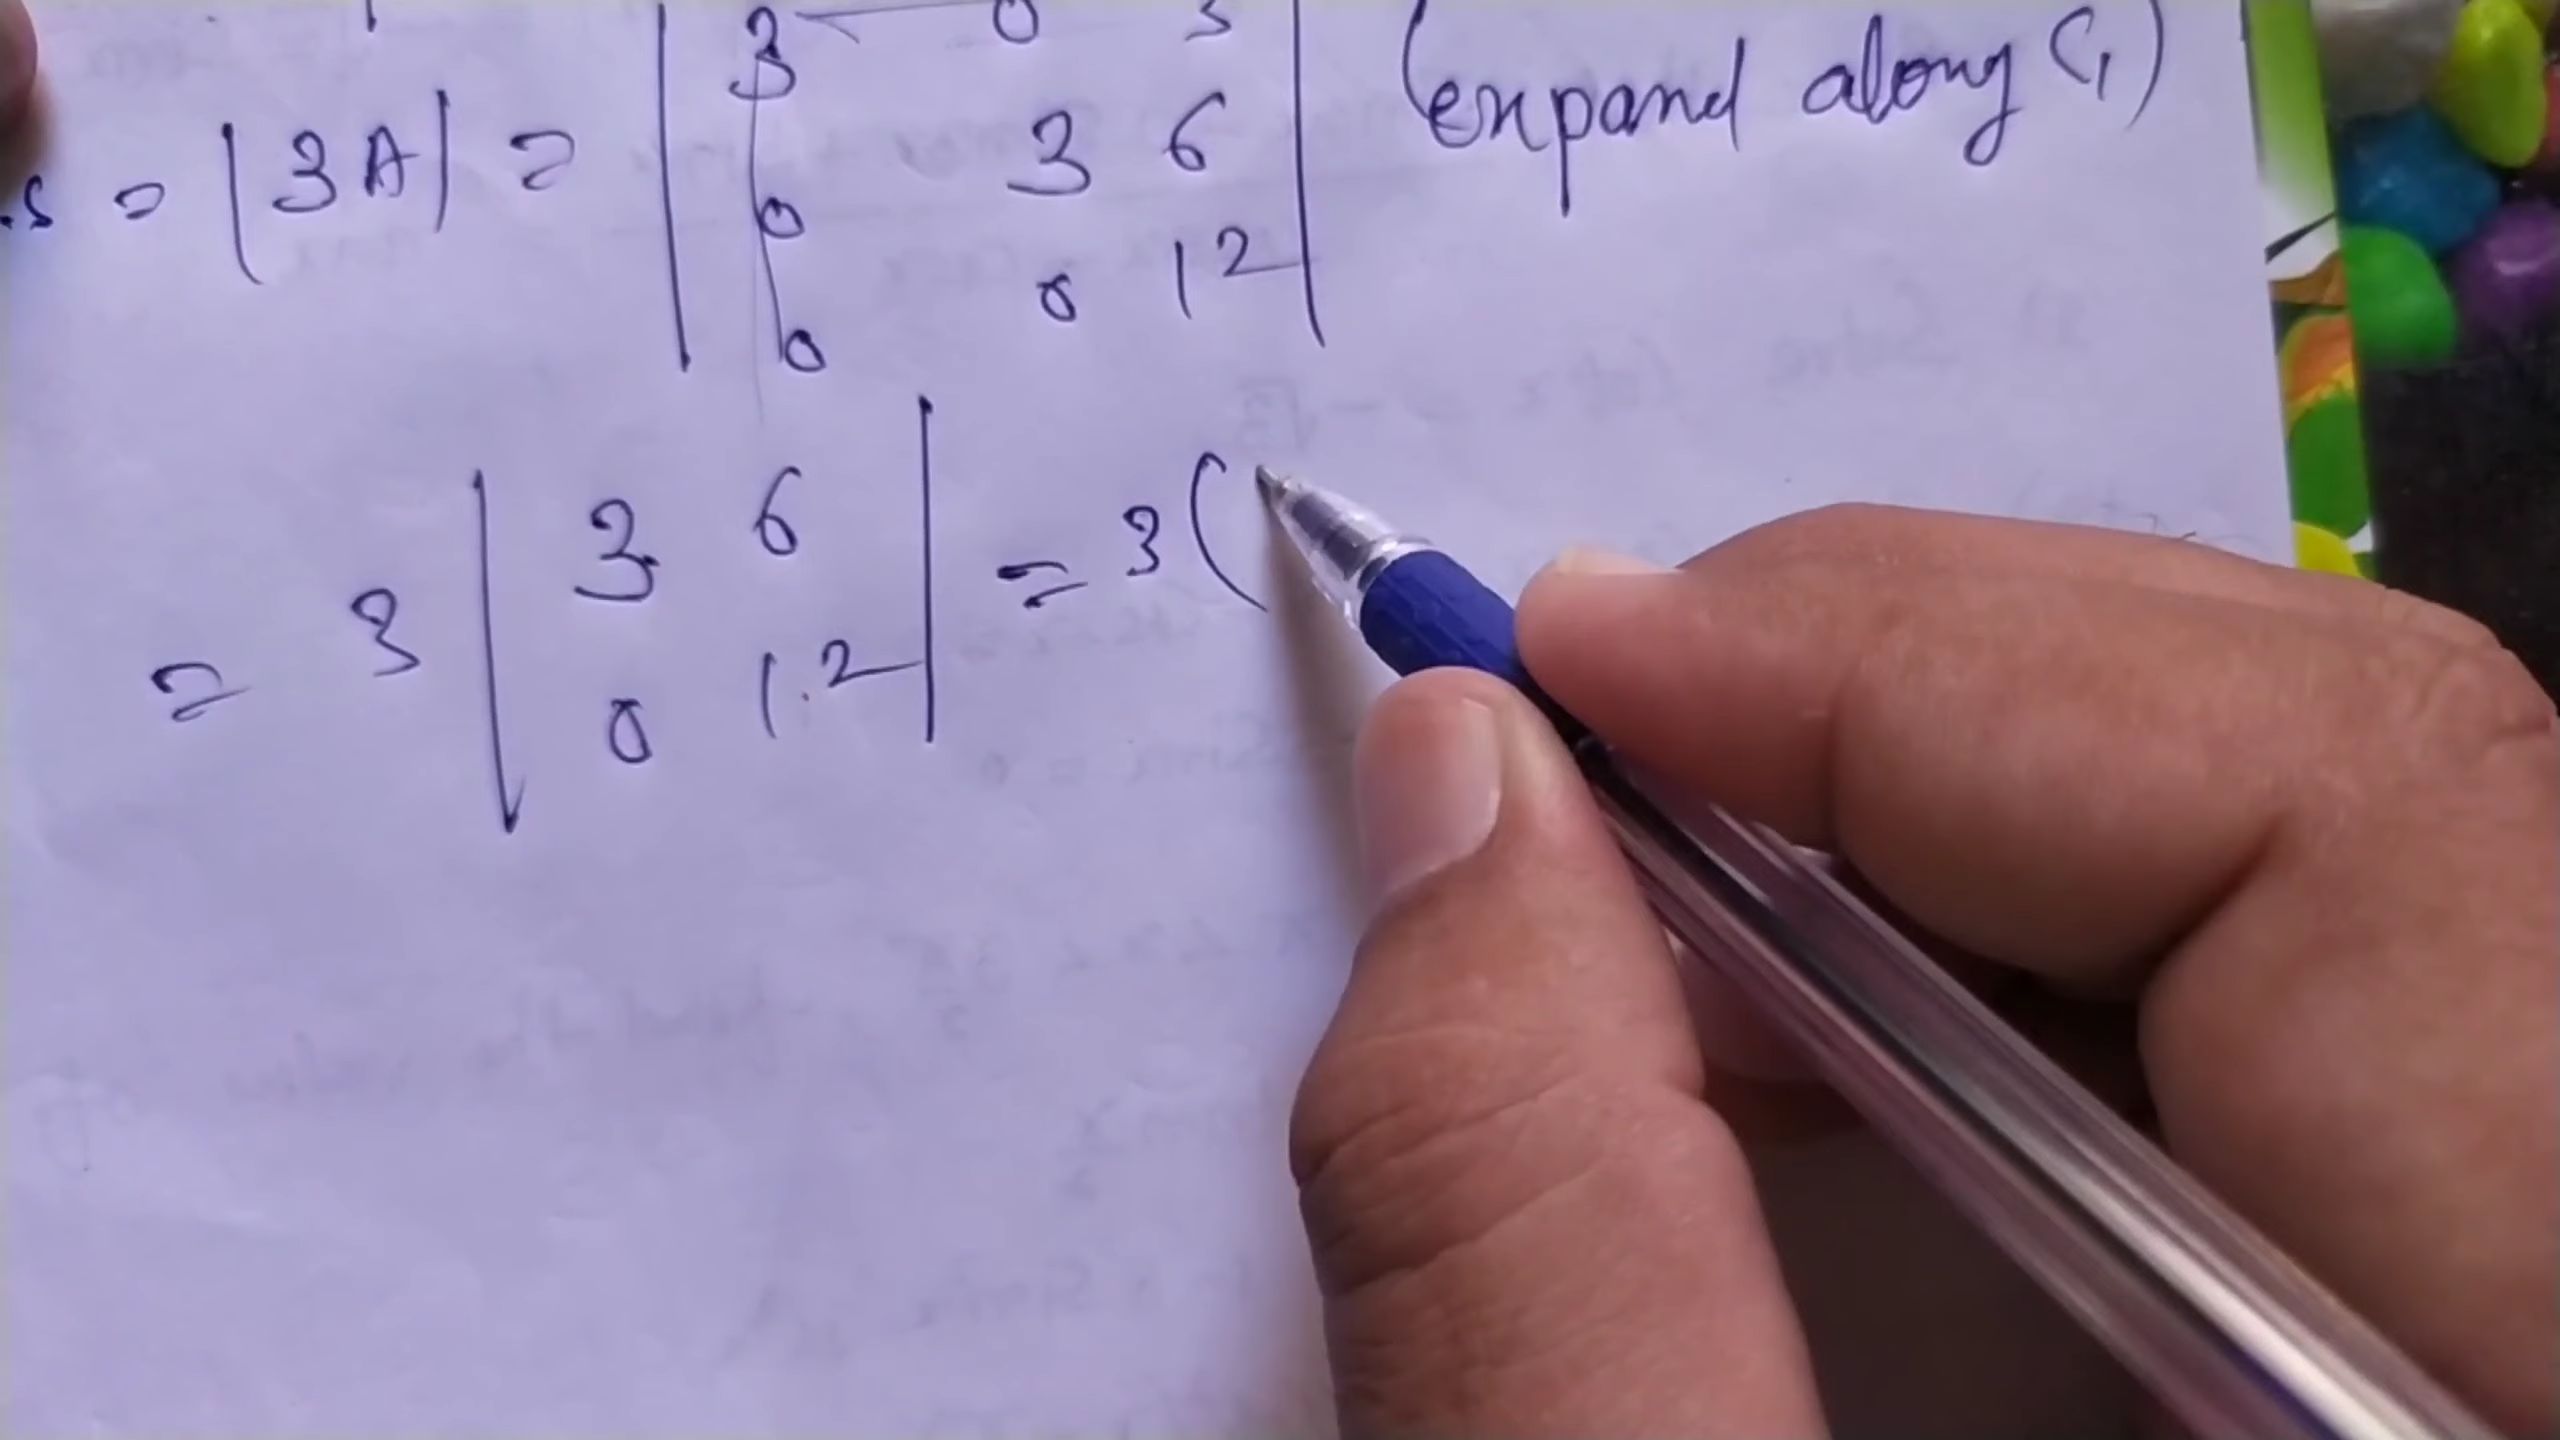 3 0 3
.s = |3A| = | 0 3 6 | (expand along C1)
0 0 12
= 3 | 3 6 | = 3(
0 12